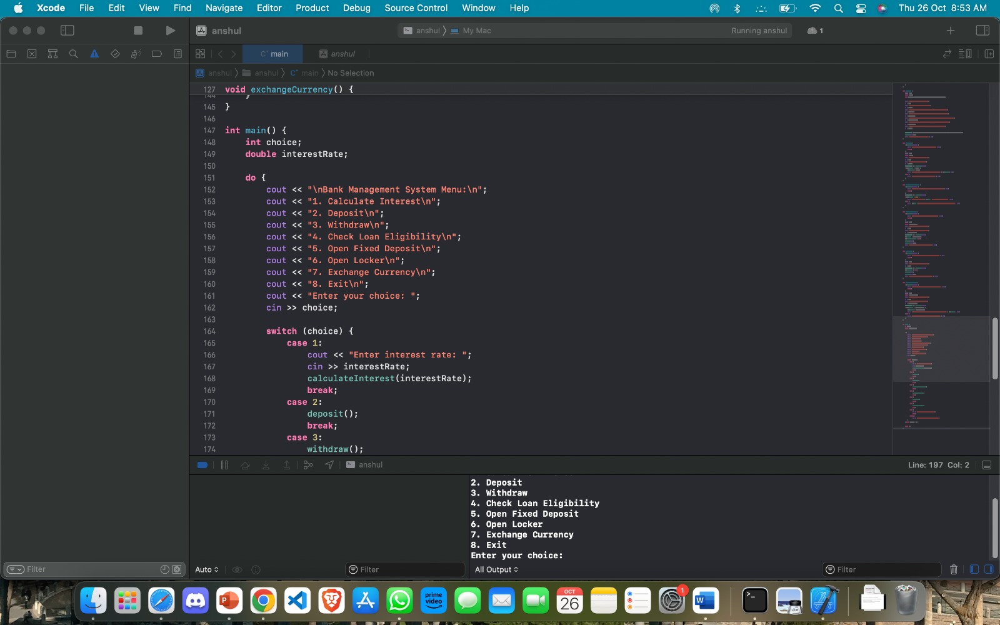 Xcode File Edit View Find Navigate Editor Product Debug Source Control Window Help Thu 26 Oct 8:53 AM
anshul
anshul My Mac
Running anshul
1
C+ main
anshul
anshul anshul C+ main No Selection
127 void exchangeCurrency() {
144 }
145 }
146
147 int main() {
148 int choice;
149 double interestRate;
150
151 do {
152 cout << "\nBank Management System Menu:\n";
153 cout << "1. Calculate Interest\n";
154 cout << "2. Deposit\n";
155 cout << "3. Withdraw\n";
156 cout << "4. Check Loan Eligibility\n";
157 cout << "5. Open Fixed Deposit\n";
158 cout << "6. Open Locker\n";
159 cout << "7. Exchange Currency\n";
160 cout << "8. Exit\n";
161 cout << "Enter your choice: ";
162 cin >> choice;
163
164 switch (choice) {
165 case 1:
166 cout << "Enter interest rate: ";
167 cin >> interestRate;
168 calculateInterest(interestRate);
169 break;
170 case 2:
171 deposit();
172 break;
173 case 3:
174 withdraw();
anshul
Line: 197 Col: 2
2. Deposit
3. Withdraw
4. Check Loan Eligibility
5. Open Fixed Deposit
6. Open Locker
7. Exchange Currency
8. Exit
Enter your choice:
Filter
Auto
Filter
All Output
Filter
P
prime video
OCT
26
1
W
>_